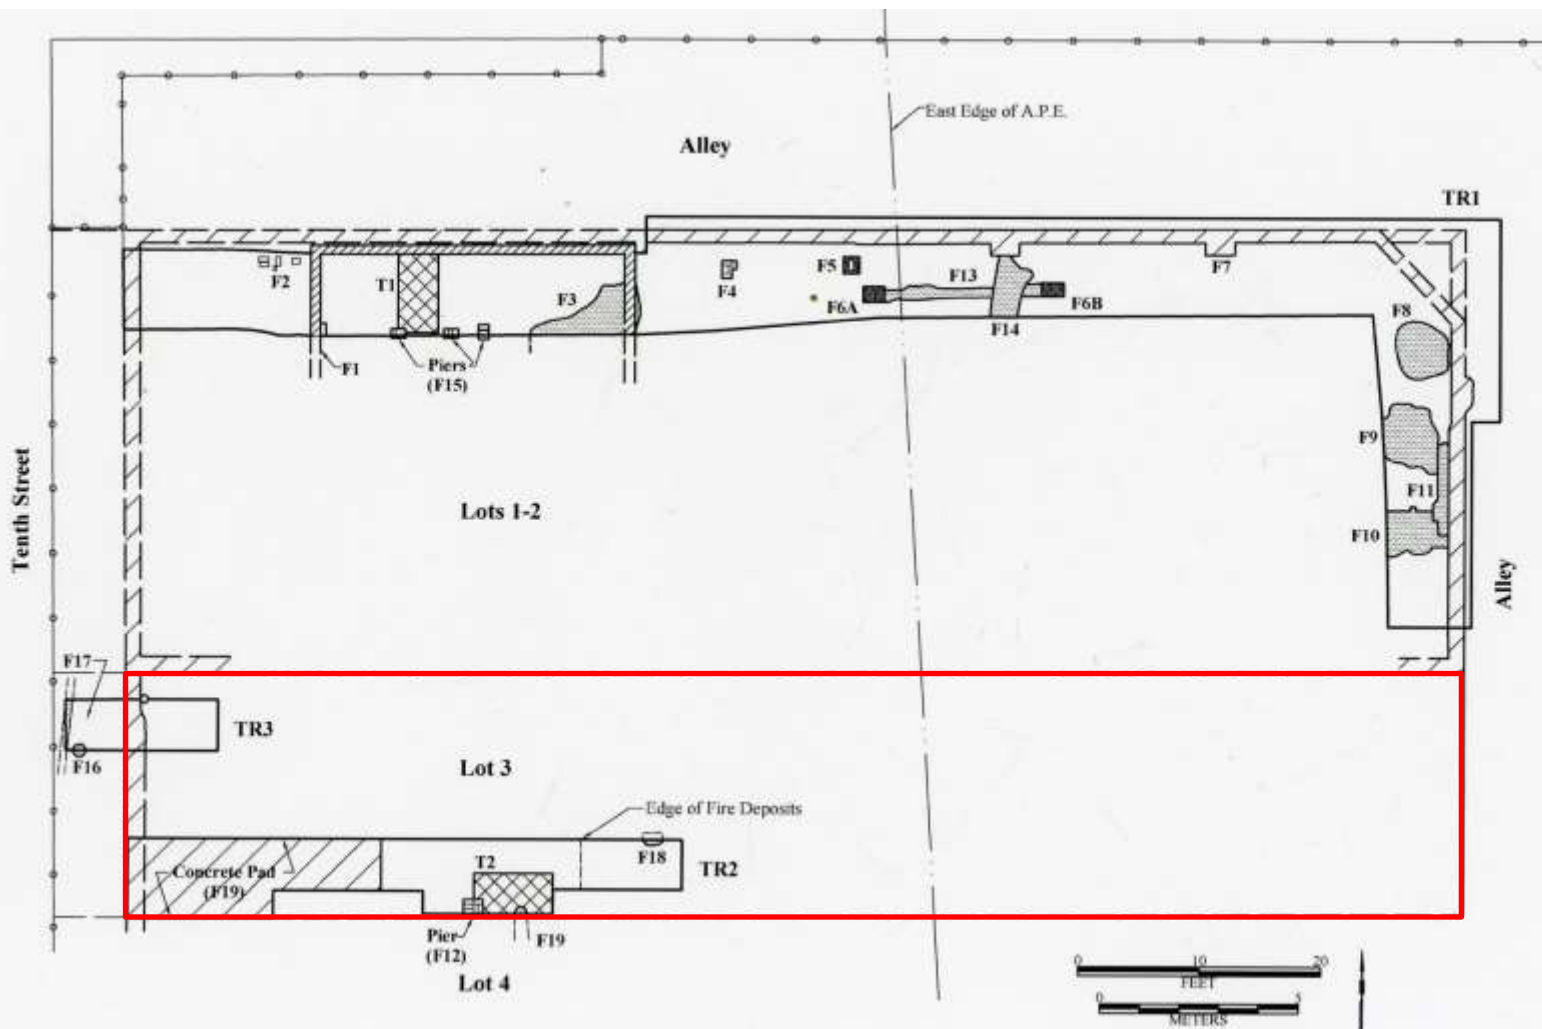 East Edge of A.P.E.
Alley
TR1
F2
T1
F3
F4
F5
F13
F7
F6A
F6B
F14
F8
F1
Piers
(F15)
F9
F11
F10
Tenth Street
Lots 1-2
Alley
F17
TR3
F16
Lot 3
Edge of Fire Deposits
T2
F18
TR2
Concrete Pad
(F19)
Pier
(F12)
F19
Lot 4
0 10 20
FEET
0 5
METERS